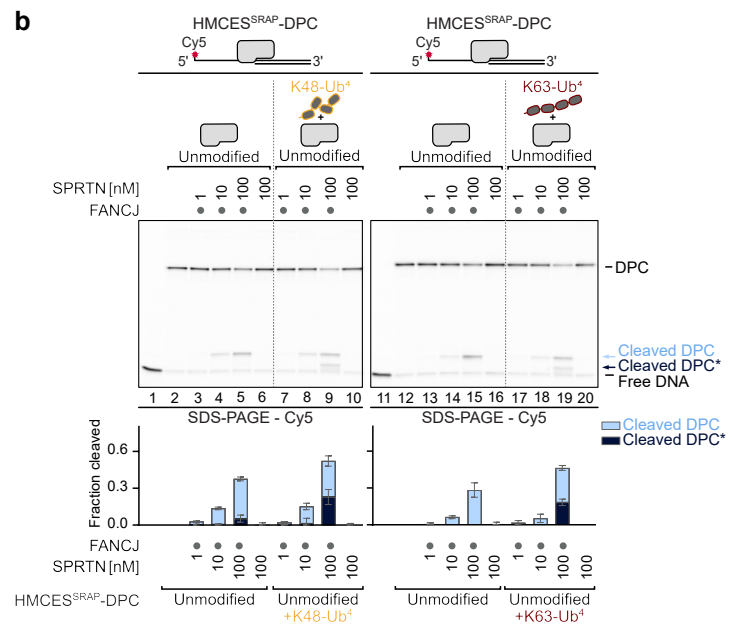 b
HMCES^SRAP-DPC HMCES^SRAP-DPC
Cy5 Cy5
5' 3' 5' 3'
K48-Ub⁴ K63-Ub⁴
+ +
Unmodified Unmodified Unmodified Unmodified
SPRTN [nM] 1 10 100 100 1 10 100 100 1 10 100 100 1 10 100 100
FANCJ
DPC
Cleaved DPC
Cleaved DPC*
Free DNA
1 2 3 4 5 6 7 8 9 10 11 12 13 14 15 16 17 18 19 20
SDS-PAGE - Cy5 SDS-PAGE - Cy5
Cleaved DPC
Cleaved DPC*
Fraction cleaved
0.6
0.3
0.0
FANCJ
SPRTN [nM] 1 10 100 100 1 10 100 100 1 10 100 100 1 10 100 100
HMCES^SRAP-DPC Unmodified Unmodified Unmodified Unmodified
+K48-Ub⁴ +K63-Ub⁴